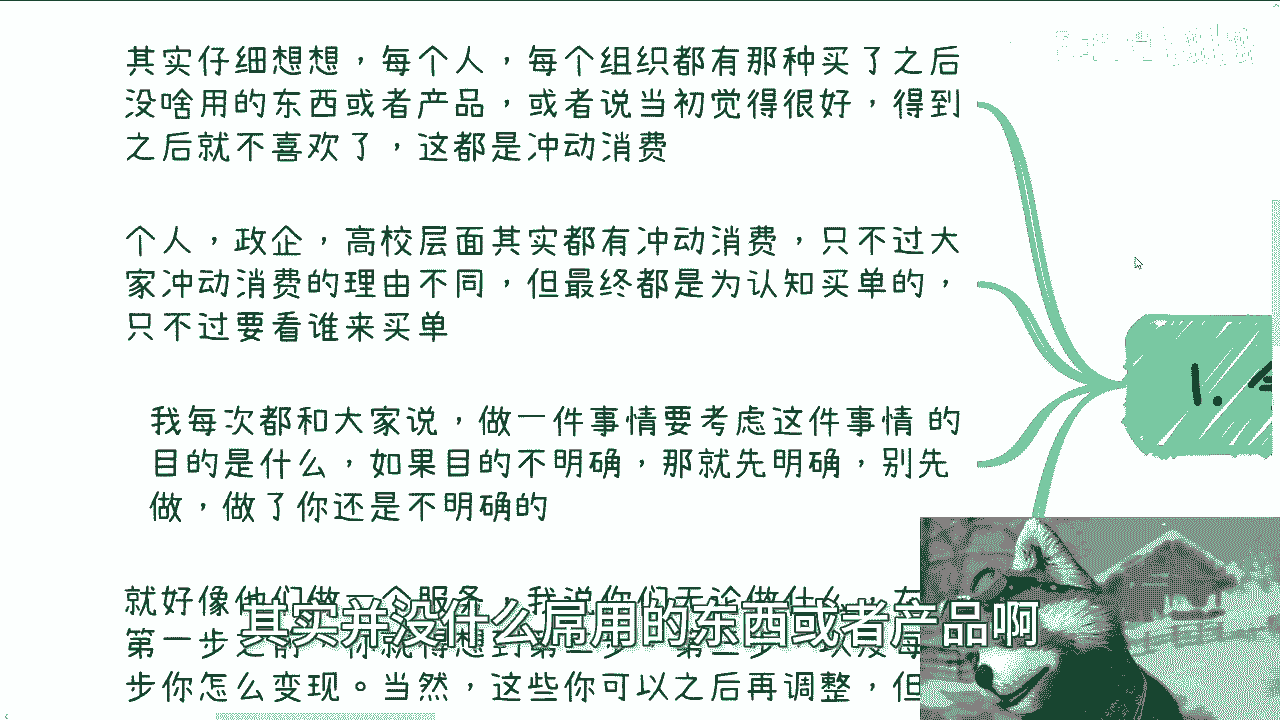 其实仔细想想，每个人，每个组织都有那种买了之后
没啥用的东西或者产品，或者说当初觉得很好，得到
之后就不喜欢了，这都是冲动消费
个人，政企，高校层面其实都有冲动消费，只不过大
家冲动消费的理由不同，但最终都是为认知买单的，
只不过要看谁来买单
我每次都和大家说，做一件事情要考虑这件事情 的
目的是什么，如果目的不明确，那就先明确，别先
做，做了你还是不明确的
就好像他们做一个服务，我说你们无论做什么，在
第一步之前，你就得想到第二步，第三步，以及每
步你怎么变现。当然，这些你可以之后再调整，但
1.
其实并没什么屌用的东西或者产品啊